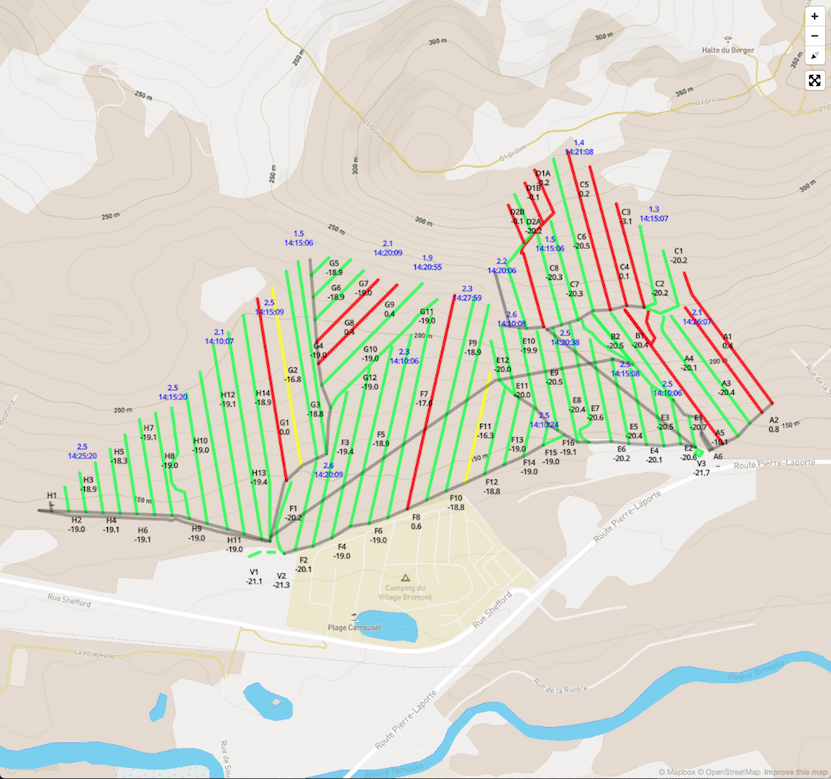 300 m
300 m
Halte du Berger
350 m
250 m
250 m
350 m
1.4
14:21:08
D1A
-0.2
D1B
-0.1
C5
0.2
300 m
250 m
300 m
D2B
-0.1
D2A
-20.2
C3
-3.1
1.3
14:15:07
250 m
300 m
1.5
14:15:06
250 m
2.1
14:20:09
1.5
14:15:06
C6
-20.5
C1
-20.2
G5
-18.9
1.9
14:20:55
2.2
14:20:06
C8
-20.3
C4
0.1
C7
-20.3
C2
-20.2
G6
-18.9
G7
-19.0
2.3
14:27:59
2.5
14:15:09
G9
0.4
G11
-19.0
2.6
14:10:08
2.1
G8
0.4
2.1
14:10:07
2.5
14:20:38
B2
-20.5
B1
-20.4
A1
0.4
G4
-19.0
G10
-19.0
2.3
14:10:06
F9
-18.9
E10
-19.9
200 m
A4
-20.1
E12
-20.0
G2
-16.8
G12
-19.0
E9
-20.5
2.5
14:15:08
2.5
14:15:20
H12
-19.1
H14
-18.9
F7
-17.6
E11
-20.0
2.5
14:10:06
A3
-20.4
200 m
G3
-18.8
E8
-20.4
E7
-20.6
2.5
14:10:24
G1
0.0
F11
-16.3
E3
-20.5
E1
-20.7
A2
0.8
150 m
H7
-19.1
H10
-19.0
F3
-19.4
F5
-18.9
F13
-19.0
E5
-20.4
A5
2.5
14:25:20
H5
-18.3
H8
-19.0
2.6
14:20:09
F15
-19.0
F16
-19.1
E6
-20.2
E4
-20.1
E2
-20.6
A6
F14
-19.0
V3
-21.7
Route Pierre-Laporte
H3
-18.9
H13
-19.4
F12
-18.8
H1
150 m
F10
-18.8
F1
-20.2
H2
-19.0
H4
-19.1
H6
-19.1
H9
-19.0
H11
-19.0
F8
0.6
F6
-19.0
F4
-19.0
F2
-20.1
Route Pierre-Laporte
V1
-21.1
V2
-21.3
Camping du
Village Bromont
Rue Shefford
Rue Shefford
Plage Carrousel
La Villageoise
Rue de la Rivière
Rivière Yamaska
Route Pierre-Laporte
Rivière Yamaska
© Mapbox © OpenStreetMap Improve this map